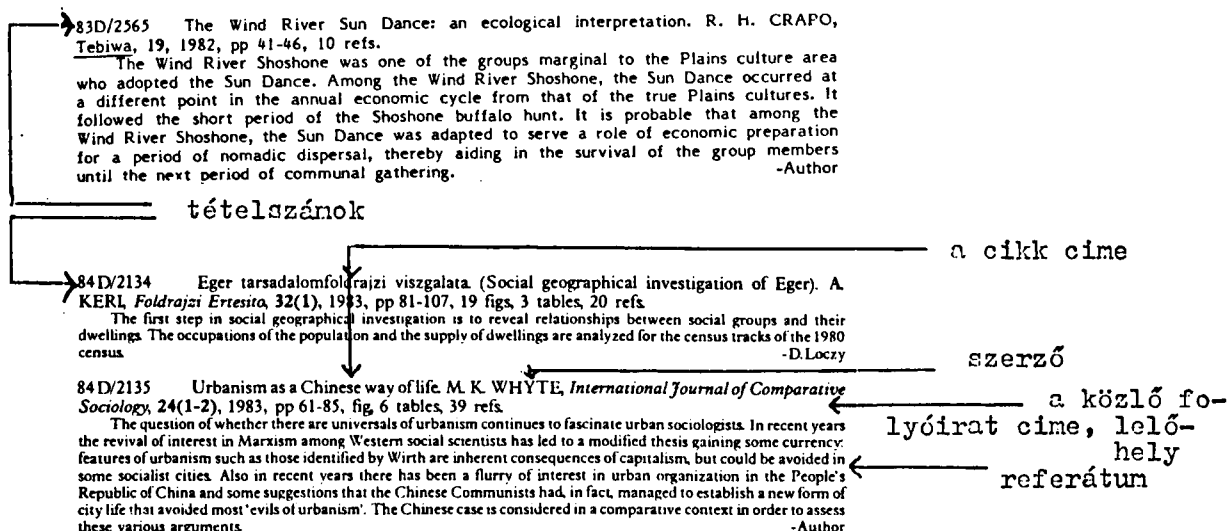 83D/2565 The Wind River Sun Dance: an ecological interpretation. R. H. CRAPO,
Tebiwa, 19, 1982, pp 41-46, 10 refs.
The Wind River Shoshone was one of the groups marginal to the Plains culture area
who adopted the Sun Dance. Among the Wind River Shoshone, the Sun Dance occurred at
a different point in the annual economic cycle from that of the true Plains cultures. It
followed the short period of the Shoshone buffalo hunt. It is probable that among the
Wind River Shoshone, the Sun Dance was adapted to serve a role of economic preparation
for a period of nomadic dispersal, thereby aiding in the survival of the group members
until the next period of communal gathering. -Author
tételszámok
a cikk cime
84D/2134 Eger tarsadalomfoldrajzi viszgalata. (Social geographical investigation of Eger). A.
KERI, Foldrajzi Ertesito, 32(1), 1983, pp 81-107, 19 figs, 3 tables, 20 refs.
The first step in social geographical investigation is to reveal relationships between social groups and their
dwellings. The occupations of the population and the supply of dwellings are analyzed for the census tracks of the 1980
census. -D. Loczy
szerző
84D/2135 Urbanism as a Chinese way of life. M. K. WHYTE, International Journal of Comparative
Sociology, 24(1-2), 1983, pp 61-85, fig, 6 tables, 39 refs.
a közlő fo-
lyóirat cime, lelő-
hely
The question of whether there are universals of urbanism continues to fascinate urban sociologists. In recent years
the revival of interest in Marxism among Western social scientists has led to a modified thesis gaining some currency:
features of urbanism such as those identified by Wirth are inherent consequences of capitalism, but could be avoided in
some socialist cities. Also in recent years there has been a flurry of interest in urban organization in the People's
Republic of China and some suggestions that the Chinese Communists had, in fact, managed to establish a new form of
city life that avoided most 'evils of urbanism'. The Chinese case is considered in a comparative context in order to assess
these various arguments. -Author
referátum